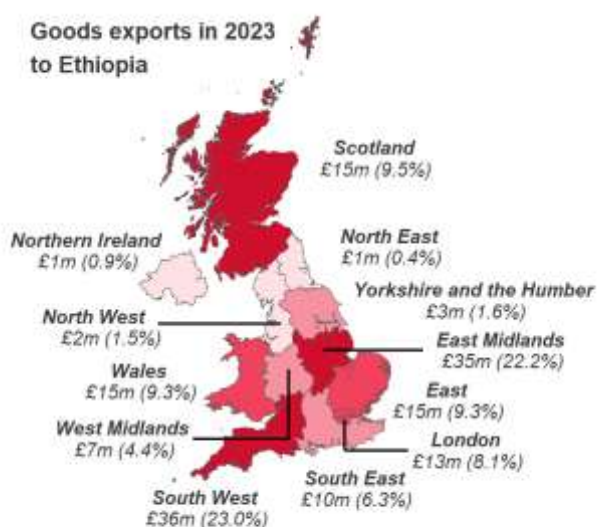 Goods exports in 2023
to Ethiopia
Scotland
£15m (9.5%)
Northern Ireland
£1m (0.9%)
North East
£1m (0.4%)
Yorkshire and the Humber
£3m (1.6%)
North West
£2m (1.5%)
East Midlands
£35m (22.2%)
Wales
£15m (9.3%)
East
£15m (9.3%)
West Midlands
£7m (4.4%)
London
£13m (8.1%)
South East
£10m (6.3%)
South West
£36m (23.0%)